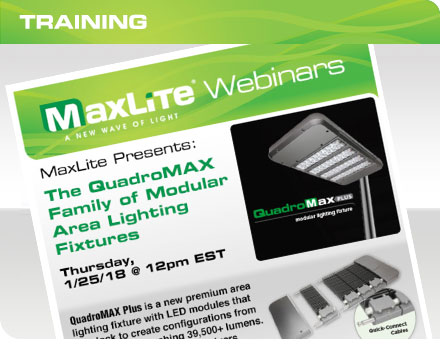 TRAINING
MaxLite® Webinars
A NEW WAVE OF LIGHT
MaxLite Presents:
The QuadroMAX
Family of Modular
Area Lighting
Fixtures
Thursday,
1/25/18 @ 12pm EST
QuadroMax PLUS
modular lighting fixture
QuadroMAX Plus is a new premium area
lighting fixture with LED modules that
to create configurations from
39,500+ lumens.
Quick-Connect
Cables